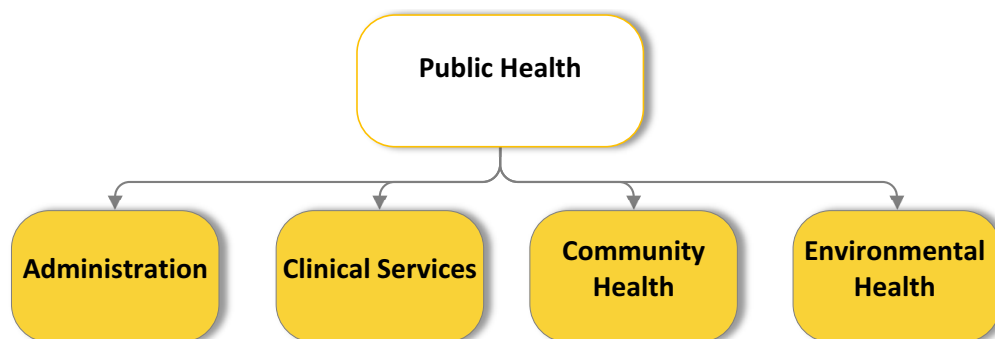 Public Health
Administration
Clinical Services
Community
Health
Environmental
Health